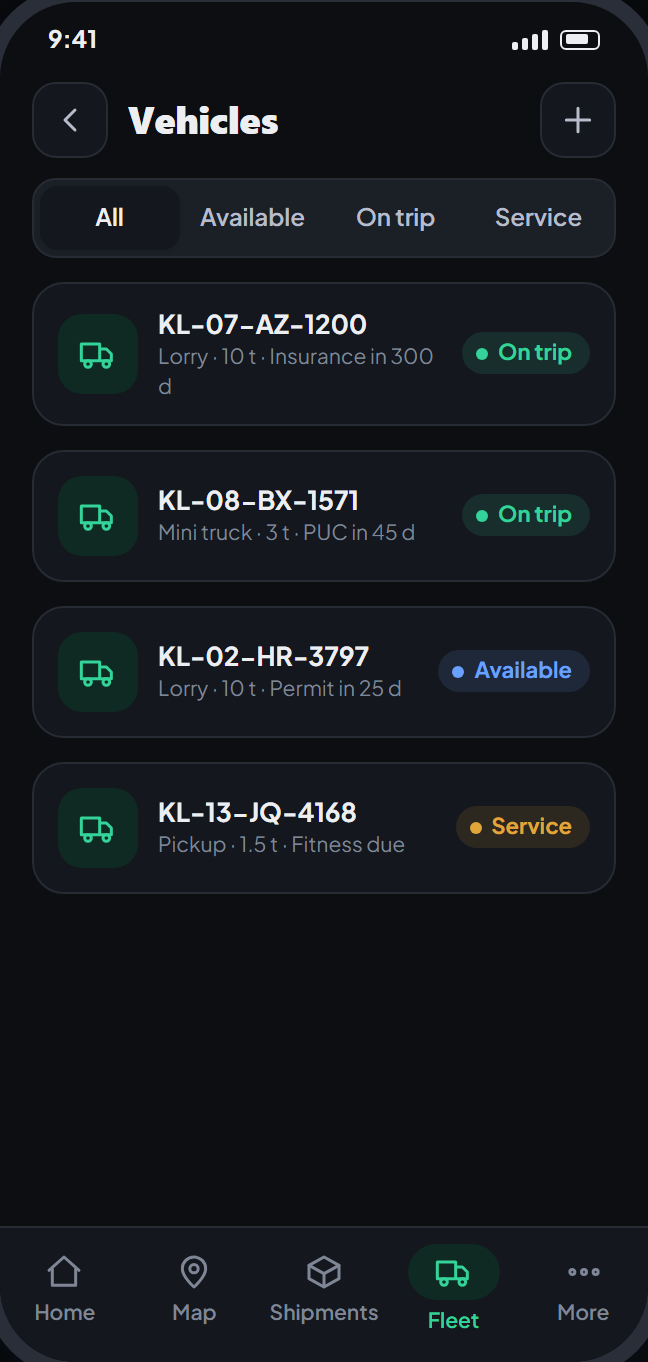 9:41
Vehicles
All Available On trip Service
KL-07-AZ-1200
Lorry · 10 t · Insurance in 300
d
On trip
KL-08-BX-1571
Mini truck · 3 t · PUC in 45 d
On trip
KL-02-HR-3797
Lorry · 10 t · Permit in 25 d
Available
KL-13-JQ-4168
Pickup · 1.5 t · Fitness due
Service
Home Map Shipments Fleet More